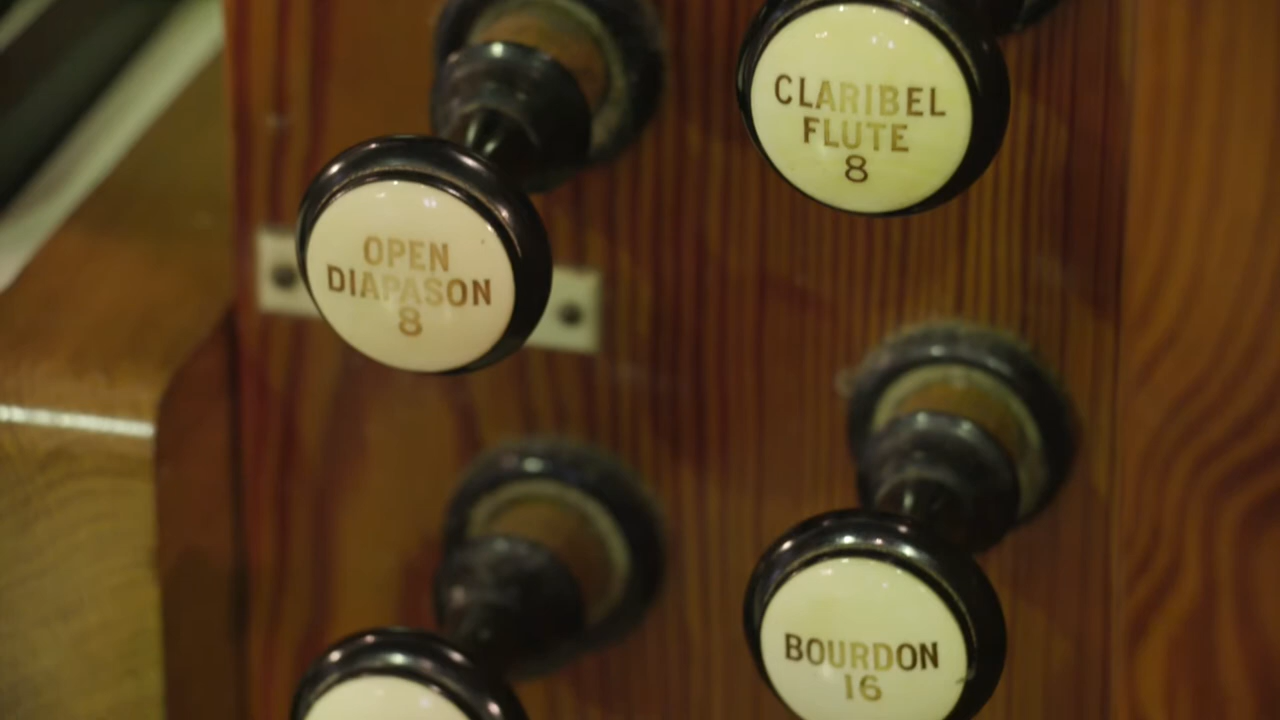 CLARIBEL
FLUTE
8
OPEN
DIAPASON
8
BOURDON
16